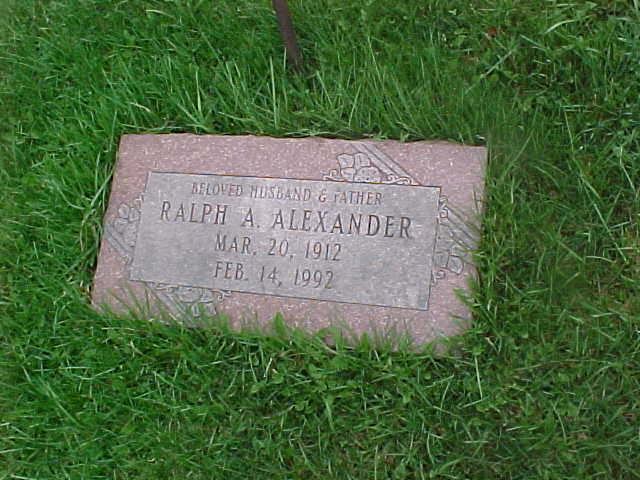 BELOVED HUSBAND & FATHER
RALPH A. ALEXANDER
MAR. 20, 1912
FEB. 14, 1992